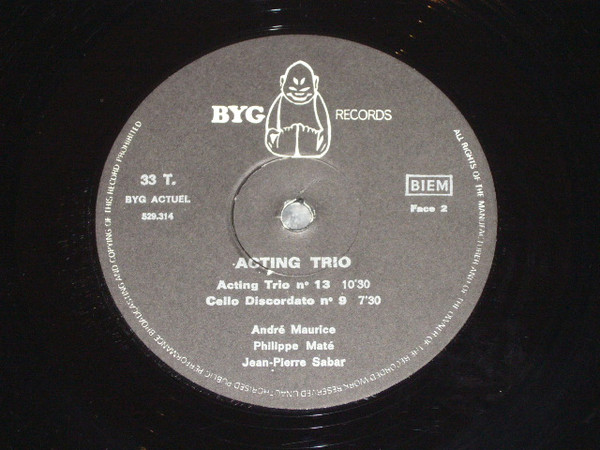 BYG RECORDS
33 T.
BYG ACTUEL
529.314
BIEM
Face 2
ACTING TRIO
Acting Trio nº 13 10'30
Cello Discordato nº 9 7'30
André Maurice
Philippe Maté
Jean-Pierre Sabar
ALL RIGHTS OF THE MANUFACTURER AND OF THE OWNER OF THE RECORDED WORK RESERVED UNAUTHORISED PUBLIC PERFORMANCE BROADCASTING AND COPYING OF THIS RECORD PROHIBITED